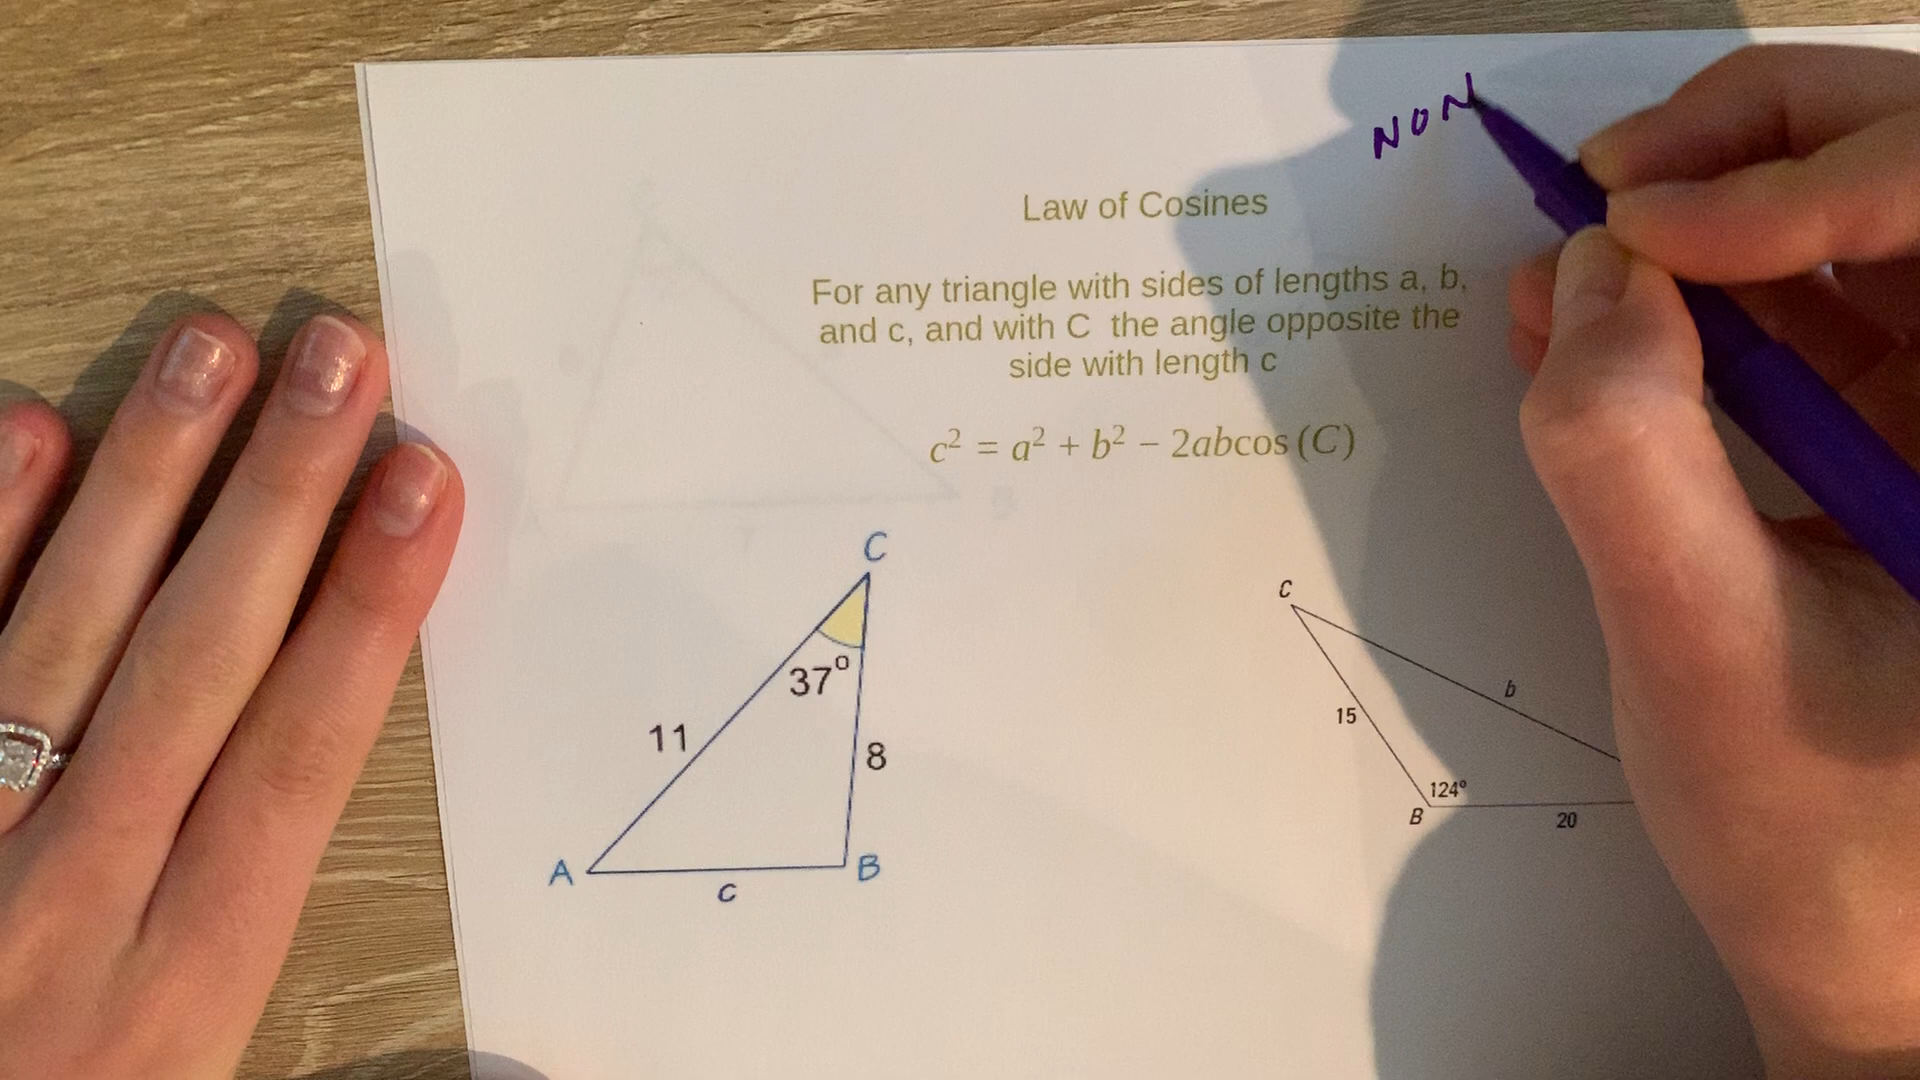 NON
Law of Cosines
For any triangle with sides of lengths a, b,
and c, and with C the angle opposite the
side with length c
c² = a² + b² − 2abcos (C)
C
37°
11
8
A
B
c
C
b
15
124°
B
20